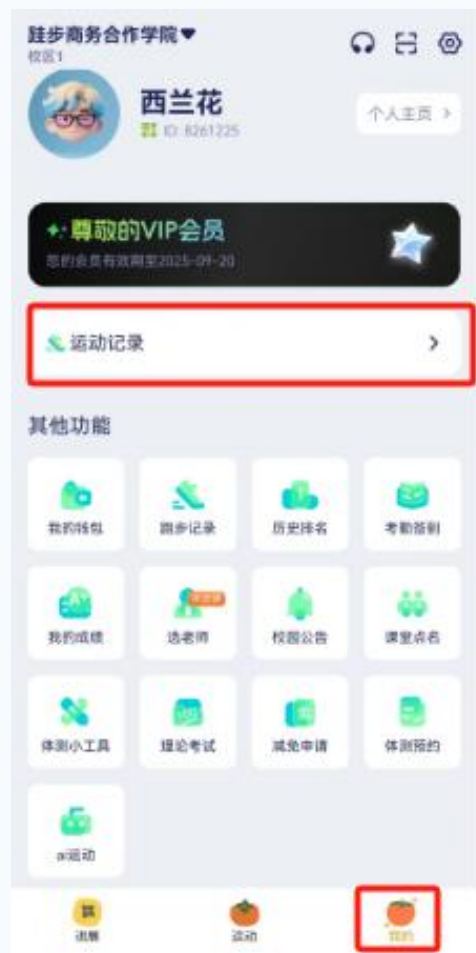 跬步商务合作学院
校区1
西兰花
ID: 8261225
个人主页
尊敬的VIP会员
您的会员有效期至2025-09-20
运动记录
其他功能
我的钱包
跑步记录
历史排名
考勤签到
我的成绩
选老师
校园公告
课堂点名
体测小工具
理论考试
减免申请
体测预约
ai运动
进展
运动
我的